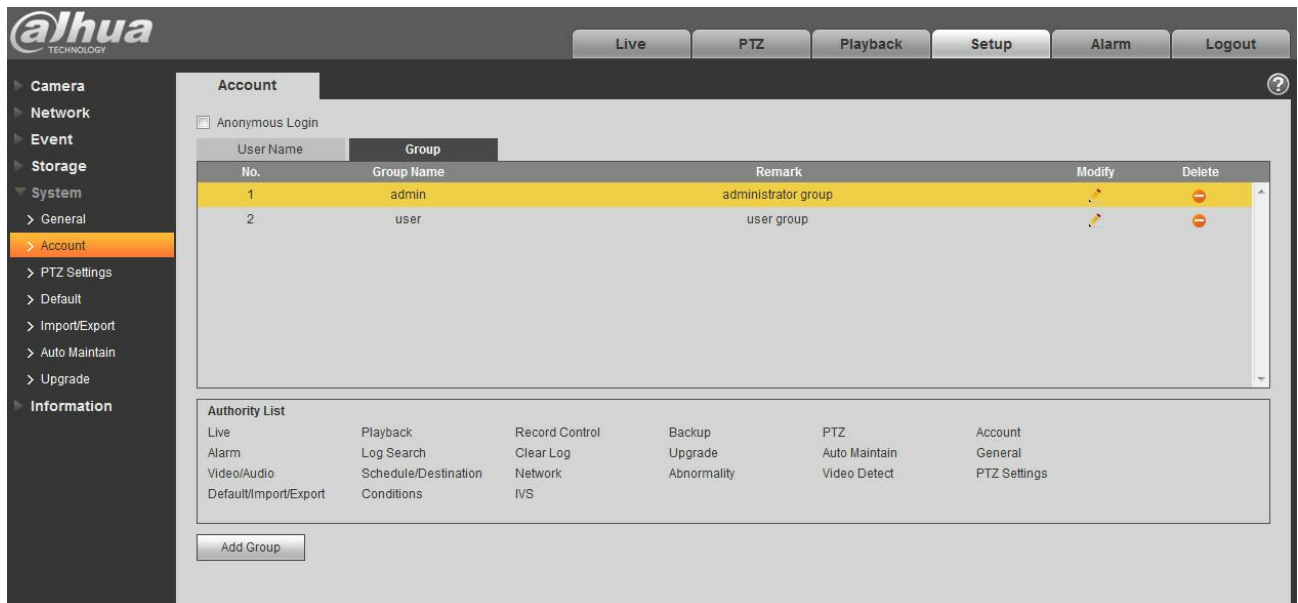 alhua
TECHNOLOGY
Live PTZ Playback Setup Alarm Logout
Camera
Network
Event
Storage
System
General
Account
PTZ Settings
Default
Import/Export
Auto Maintain
Upgrade
Information
Account
?
Anonymous Login
User Name Group
No. Group Name Remark Modify Delete
1 admin administrator group
2 user user group
Authority List
Live Playback Record Control Backup PTZ Account
Alarm Log Search Clear Log Upgrade Auto Maintain General
Video/Audio Schedule/Destination Network Abnormality Video Detect PTZ Settings
Default/Import/Export Conditions IVS
Add Group